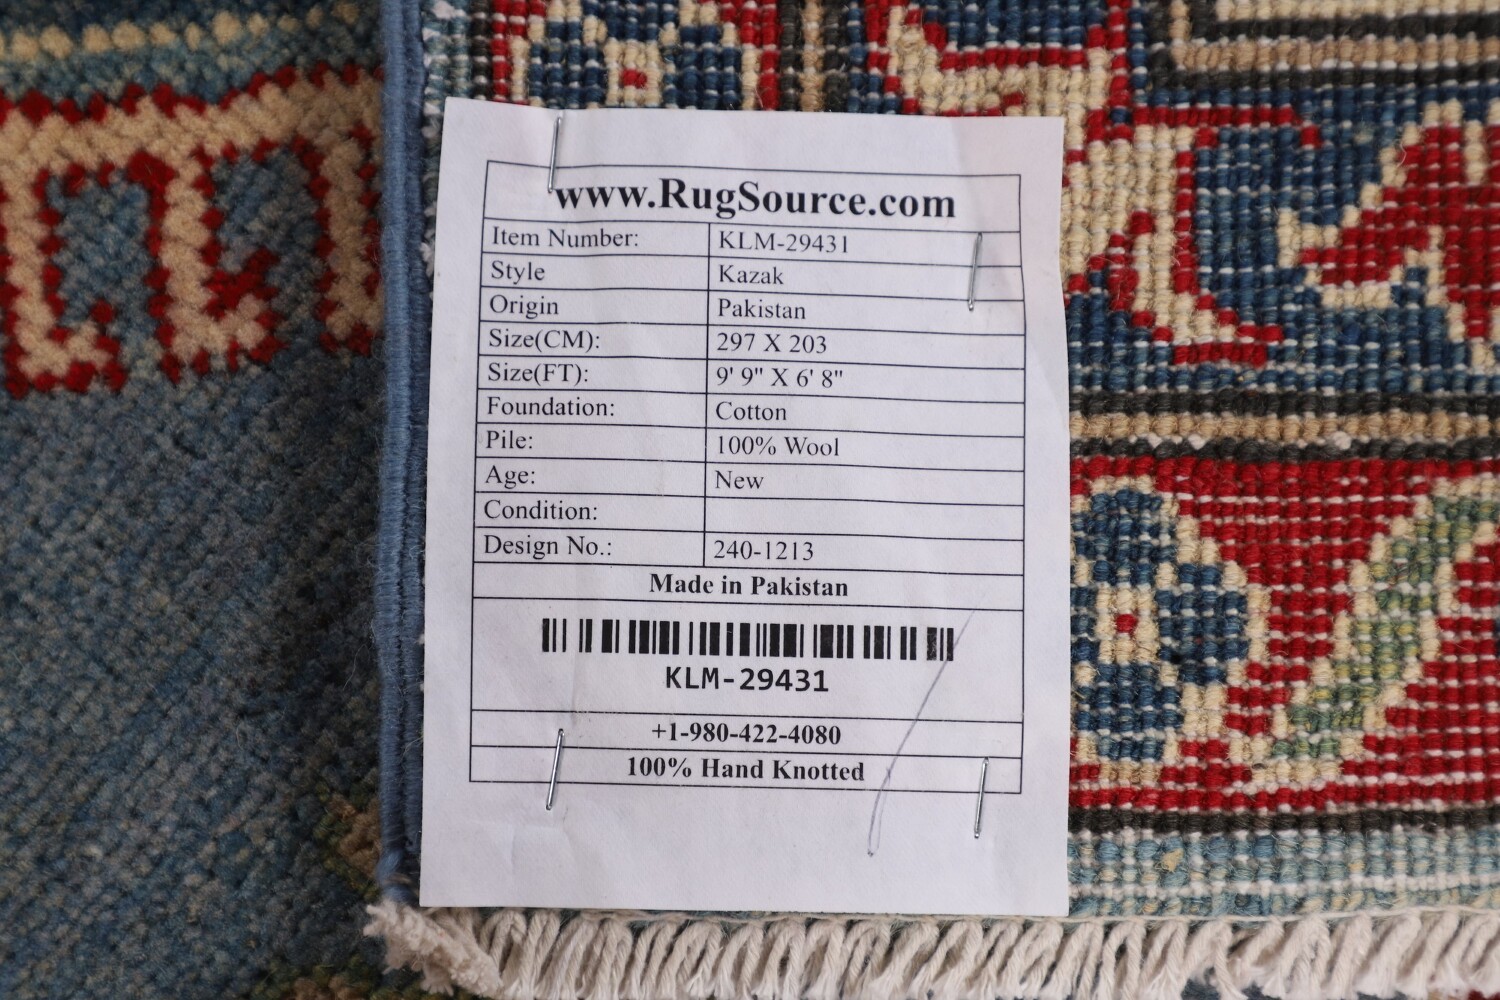 www.RugSource.com
Item Number: KLM-29431
Style Kazak
Origin Pakistan
Size(CM): 297 X 203
Size(FT): 9' 9" X 6' 8"
Foundation: Cotton
Pile: 100% Wool
Age: New
Condition:
Design No.: 240-1213
Made in Pakistan
KLM-29431
+1-980-422-4080
100% Hand Knotted